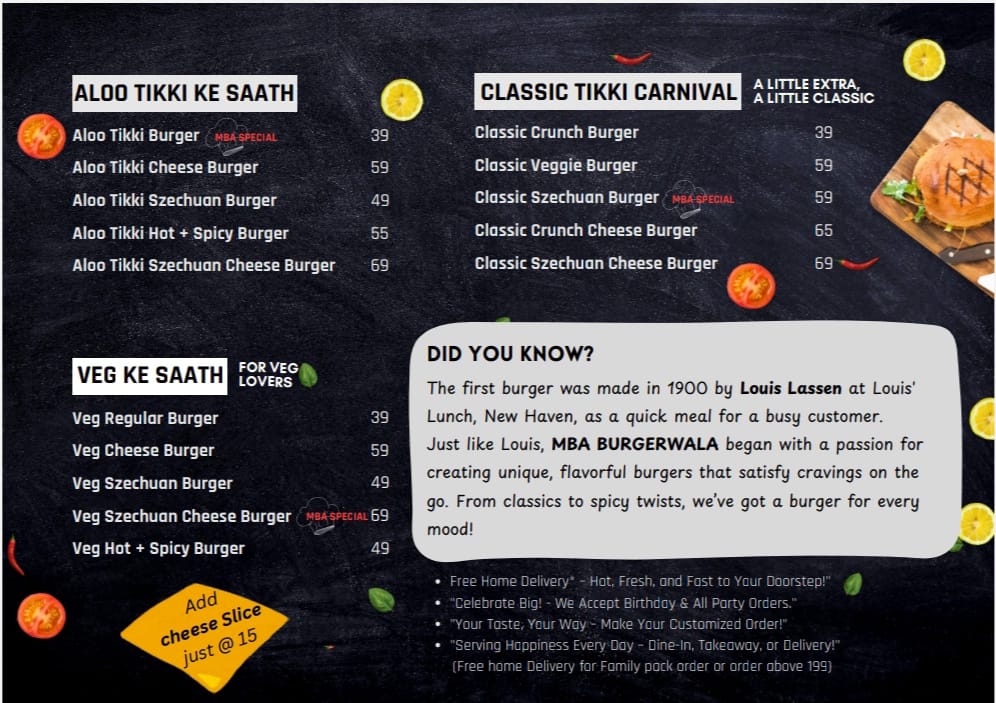 ALOO TIKKI KE SAATH
Aloo Tikki Burger MBA SPECIAL 39
Aloo Tikki Cheese Burger 59
Aloo Tikki Szechuan Burger 49
Aloo Tikki Hot + Spicy Burger 55
Aloo Tikki Szechuan Cheese Burger 69
CLASSIC TIKKI CARNIVAL
A LITTLE EXTRA,
A LITTLE CLASSIC
Classic Crunch Burger 39
Classic Veggie Burger 59
Classic Szechuan Burger MBA SPECIAL 59
Classic Crunch Cheese Burger 65
Classic Szechuan Cheese Burger 69
VEG KE SAATH
FOR VEG
LOVERS
Veg Regular Burger 39
Veg Cheese Burger 59
Veg Szechuan Burger 49
Veg Szechuan Cheese Burger MBA SPECIAL 69
Veg Hot + Spicy Burger 49
Add
cheese Slice
just @ 15
DID YOU KNOW?
The first burger was made in 1900 by Louis Lassen at Louis'
Lunch, New Haven, as a quick meal for a busy customer.
Just like Louis, MBA BURGERWALA began with a passion for
creating unique, flavorful burgers that satisfy cravings on the
go. From classics to spicy twists, we've got a burger for every
mood!
• Free Home Delivery* – Hot, Fresh, and Fast to Your Doorstep!"
• "Celebrate Big! - We Accept Birthday & All Party Orders."
• "Your Taste, Your Way – Make Your Customized Order!"
• "Serving Happiness Every Day – Dine-In, Takeaway, or Delivery!"
(Free home Delivery for Family pack order or order above 199)